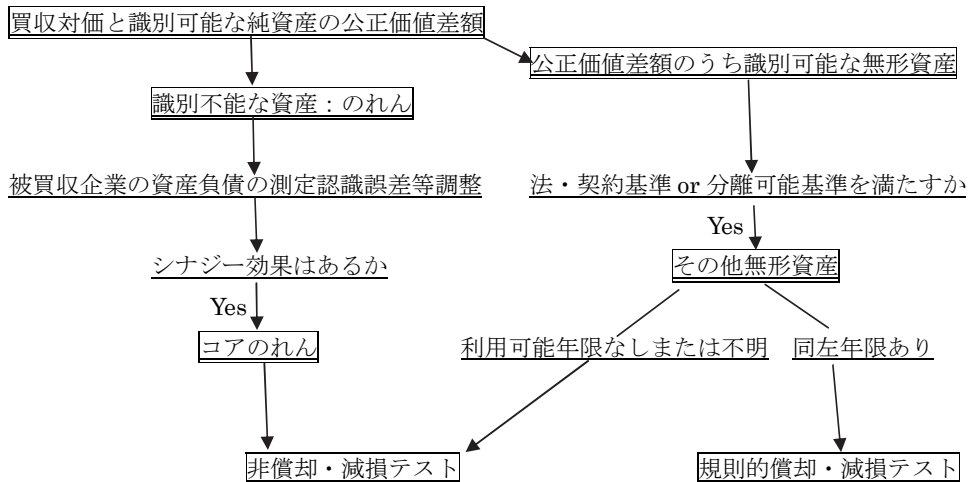 買収対価と識別可能な純資産の公正価値差額
公正価値差額のうち識別可能な無形資産
識別不能な資産：のれん
被買収企業の資産負債の測定認識誤差等調整
法・契約基準 or 分離可能基準を満たすか
Yes
シナジー効果はあるか
その他無形資産
Yes
コアのれん
利用可能年限なしまたは不明
同左年限あり
非償却・減損テスト
規則的償却・減損テスト